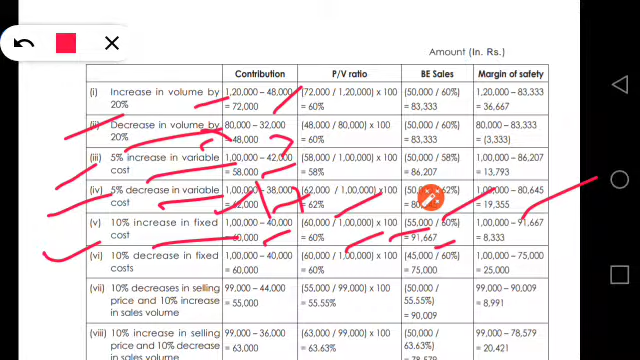 Amount (In. Rs.)
Contribution P/V ratio BE Sales Margin of safety
(i) Increase in volume by 1,20,000 – 48,000 (72,000 / 1,20,000) x 100 (50,000 / 60%) 1,20,000 – 83,333
20% = 72,000 = 60% = 83,333 = 36,667
(ii) Decrease in volume by 80,000 – 32,000 (48,000 / 80,000) x 100 (50,000 / 60%) 80,000 – 83,333
20% = 48,000 = 60% = 83,333 = (3,333)
(iii) 5% increase in variable 1,00,000 – 42,000 (58,000 / 1,00,000) x 100 (50,000 / 58%) 1,00,000 – 86,207
cost = 58,000 = 58% = 86,207 = 13,793
(iv) 5% decrease in variable 1,00,000 – 38,000 (62,000 / 1,00,000) x 100 1,00,000 – 80,645
cost = 62,000 = 62% = 19,355
(v) 10% increase in fixed 1,00,000 – 40,000 (60,000 / 1,00,000) x 100 (55,000 / 60%) 1,00,000 – 91,667
cost = 60,000 = 60% = 91,667 = 8,333
(vi) 10% decrease in fixed 1,00,000 – 40,000 (60,000 / 1,00,000) x 100 (45,000 / 60%) 1,00,000 – 75,000
costs = 60,000 = 60% = 75,000 = 25,000
(vii) 10% decreases in selling 99,000 – 44,000 (55,000 / 99,000) x 100 (50,000 / 99,000 – 90,009
price and 10% increase = 55,000 = 55.55% 55.55%) = 8,991
in sales volume = 90,009
(viii) 10% increase in selling 99,000 – 36,000 (63,000 / 99,000) x 100 (50,000 / 99,000 – 78,579
price and 10% decrease = 63,000 = 63.63% 63.63%) = 20,421
in sales volume = 78,579